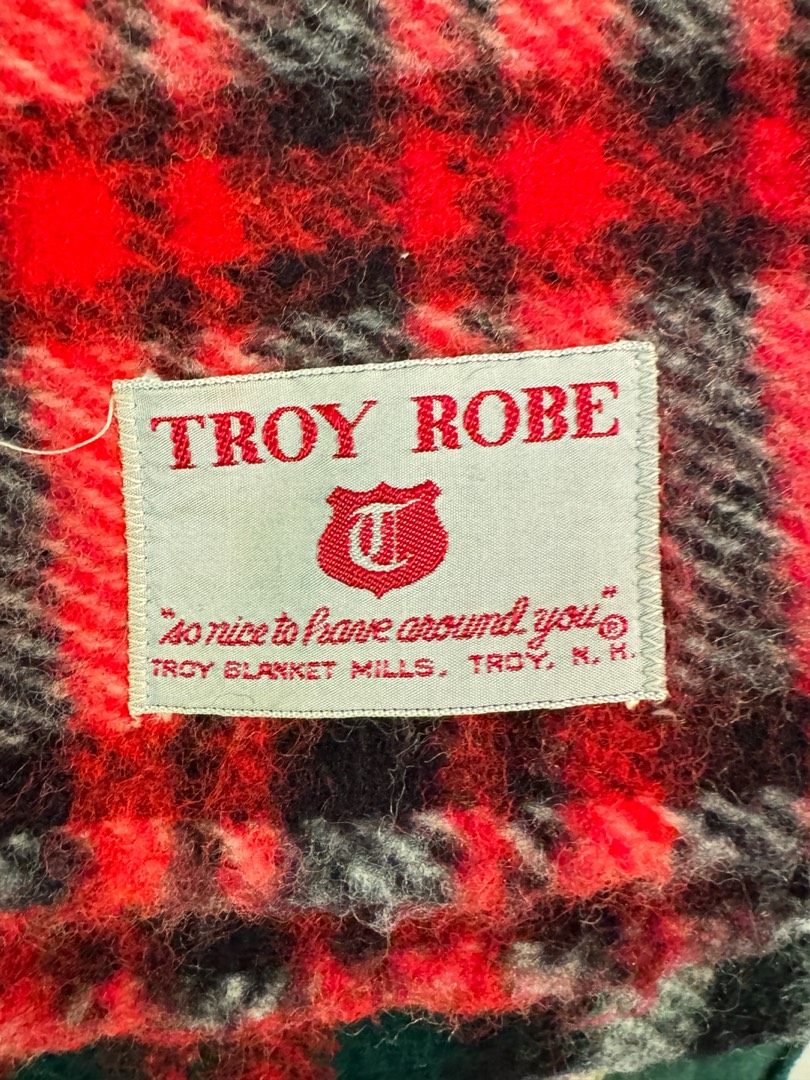 TROY ROBE
T
"so nice to have around you"®
TROY BLANKET MILLS, TROY, N. H.